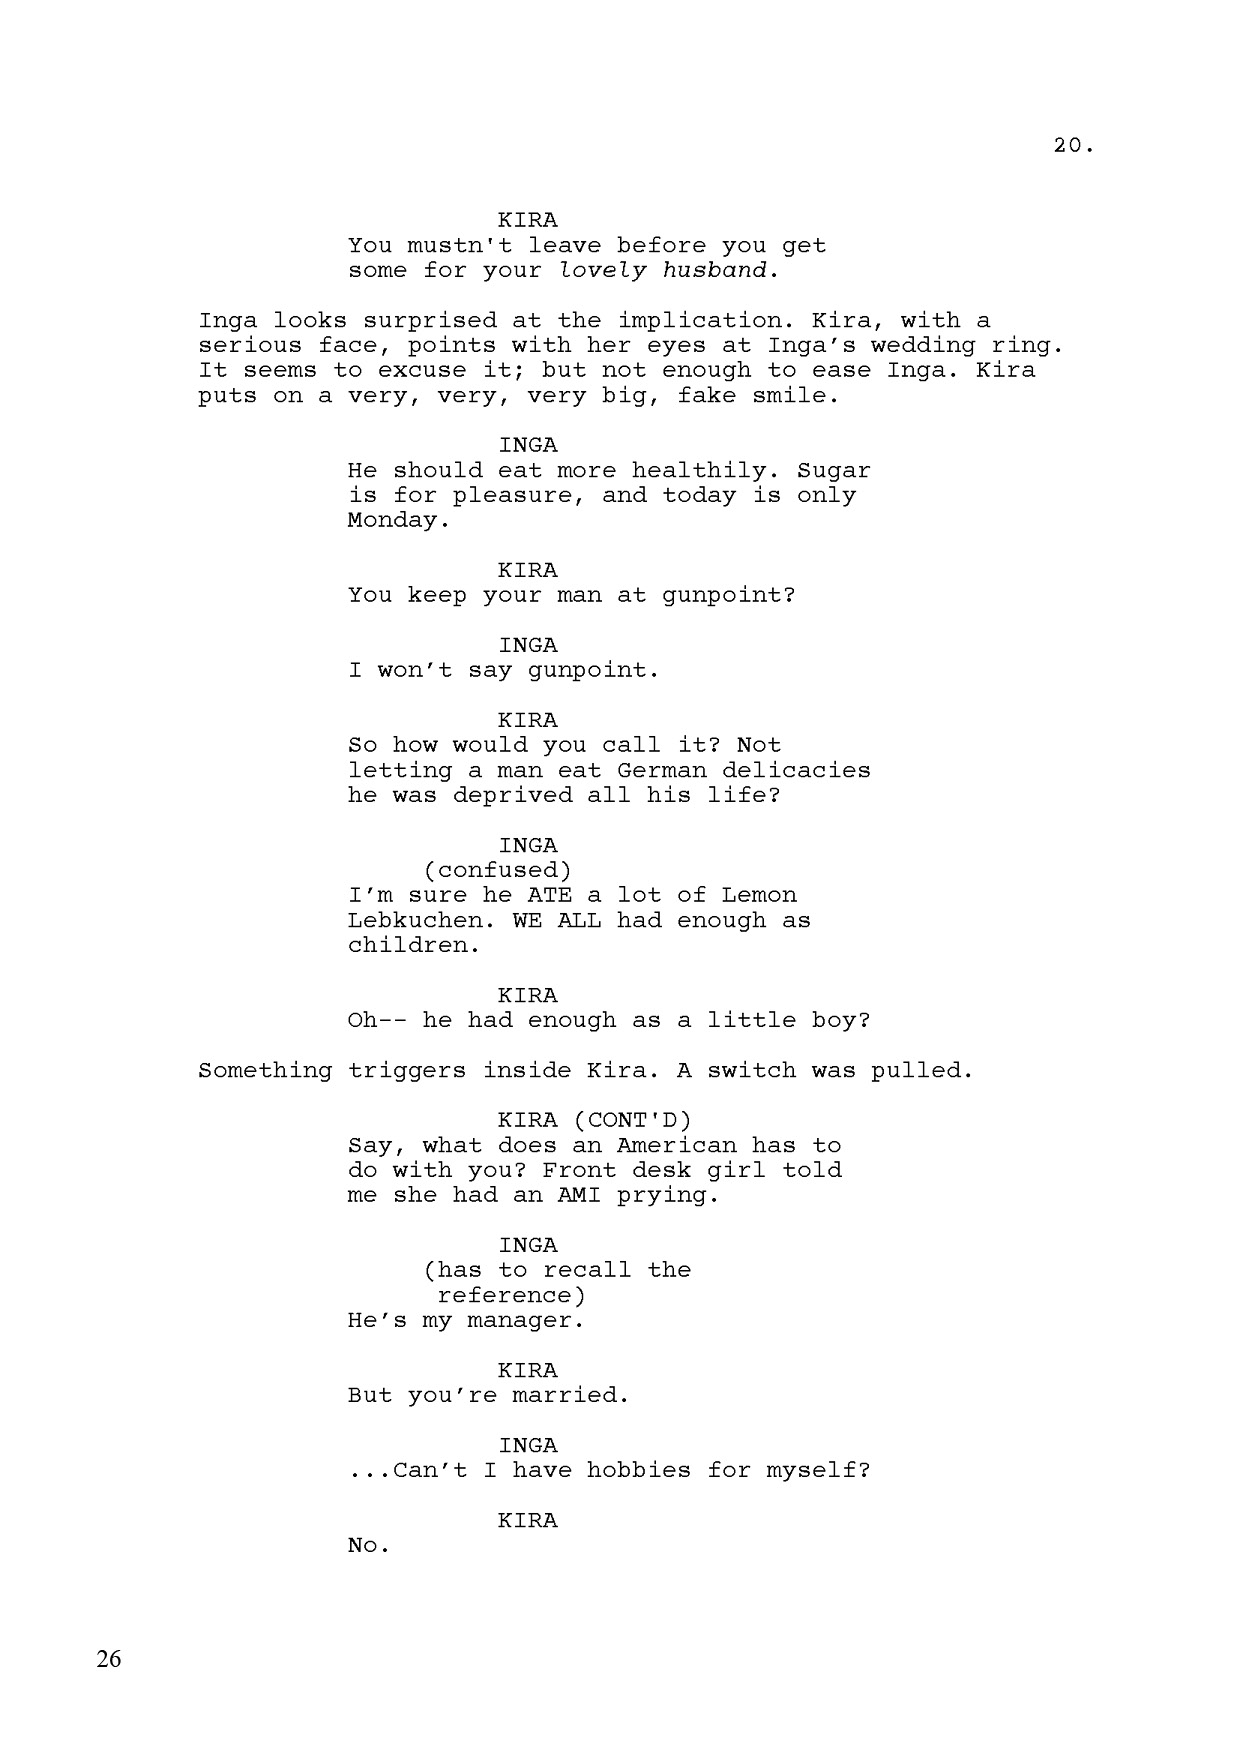 20.
KIRA
You mustn't leave before you get
some for your lovely husband.
Inga looks surprised at the implication. Kira, with a
serious face, points with her eyes at Inga’s wedding ring.
It seems to excuse it; but not enough to ease Inga. Kira
puts on a very, very, very big, fake smile.
INGA
He should eat more healthily. Sugar
is for pleasure, and today is only
Monday.
KIRA
You keep your man at gunpoint?
INGA
I won’t say gunpoint.
KIRA
So how would you call it? Not
letting a man eat German delicacies
he was deprived all his life?
INGA
(confused)
I’m sure he ATE a lot of Lemon
Lebkuchen. WE ALL had enough as
children.
KIRA
Oh-- he had enough as a little boy?
Something triggers inside Kira. A switch was pulled.
KIRA (CONT'D)
Say, what does an American has to
do with you? Front desk girl told
me she had an AMI prying.
INGA
(has to recall the
reference)
He’s my manager.
KIRA
But you’re married.
INGA
...Can’t I have hobbies for myself?
KIRA
No.
26